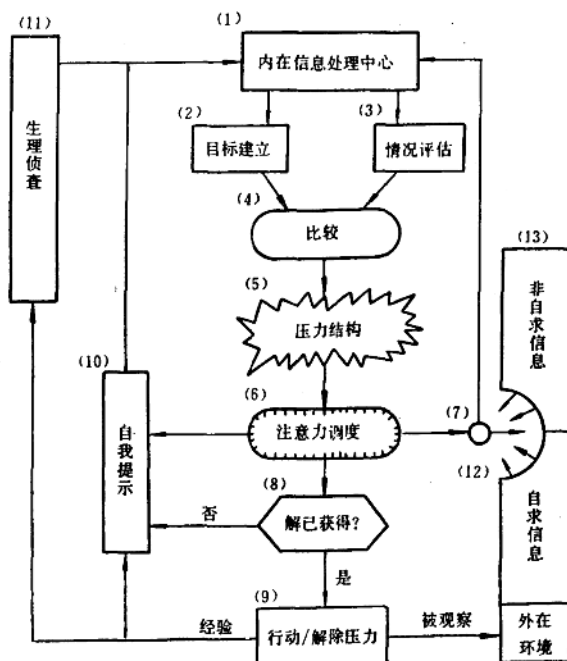 (11)
(1)
内在信息处理中心
(2)
(3)
生理侦查
目标建立
情况评估
(4)
(13)
比较
(5)
非自求信息
压力结构
(10)
(6)
(7)
自我提示
注意力调度
(12)
(8)
否
解已获得?
自求信息
是
(9)
经验
行动/解除压力
被观察
外在
环境